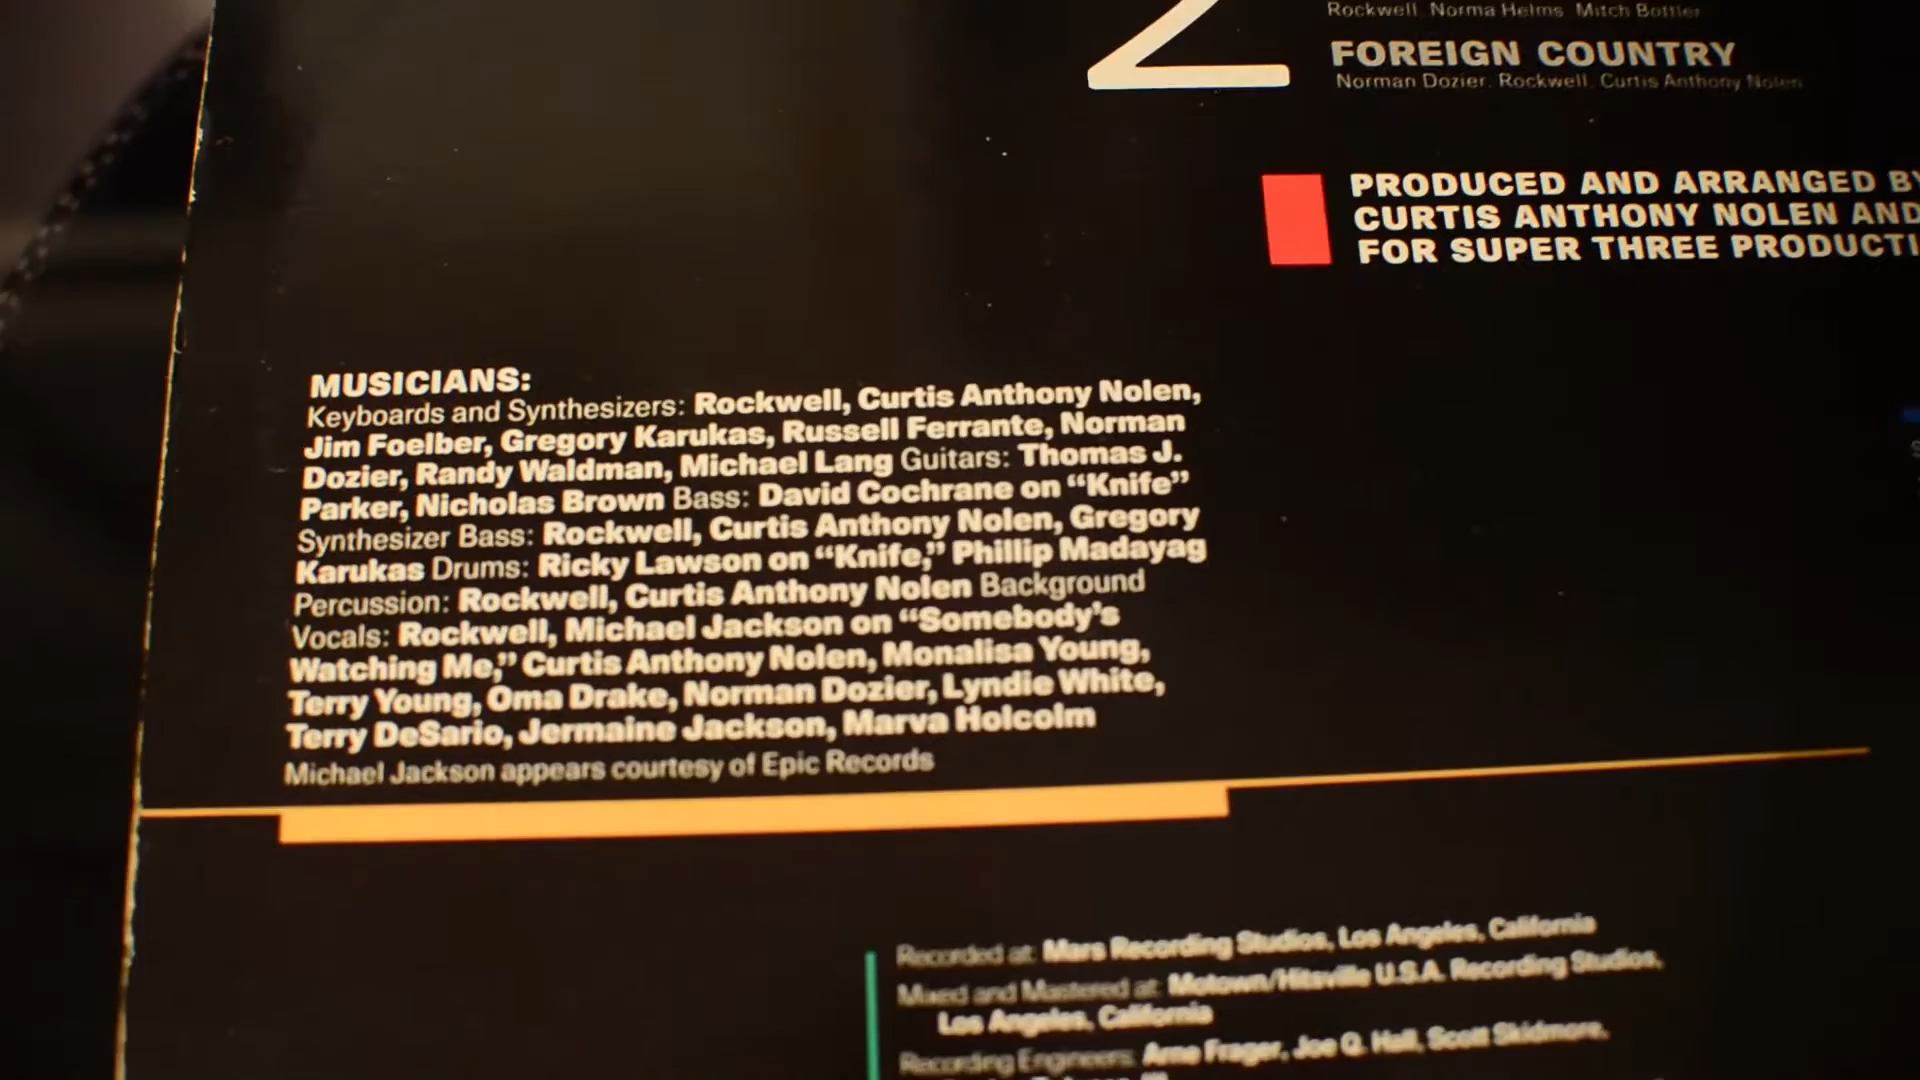 2
Rockwell, Norma Helms, Mitch Bottler
FOREIGN COUNTRY
Norman Dozier, Rockwell, Curtis Anthony Nolen
PRODUCED AND ARRANGED BY
CURTIS ANTHONY NOLEN AND
FOR SUPER THREE PRODUCTI
MUSICIANS:
Keyboards and Synthesizers: Rockwell, Curtis Anthony Nolen,
Jim Foelber, Gregory Karukas, Russell Ferrante, Norman
Dozier, Randy Waldman, Michael Lang Guitars: Thomas J.
Parker, Nicholas Brown Bass: David Cochrane on “Knife”
Synthesizer Bass: Rockwell, Curtis Anthony Nolen, Gregory
Karukas Drums: Ricky Lawson on “Knife,” Phillip Madayag
Percussion: Rockwell, Curtis Anthony Nolen Background
Vocals: Rockwell, Michael Jackson on “Somebody’s
Watching Me,” Curtis Anthony Nolen, Monalisa Young,
Terry Young, Oma Drake, Norman Dozier, Lyndie White,
Terry DeSario, Jermaine Jackson, Marva Holcolm
Michael Jackson appears courtesy of Epic Records
Recorded at: Mars Recording Studios, Los Angeles, California
Mixed and Mastered at: Motown/Hitsville U.S.A. Recording Studios,
Los Angeles, California
Recording Engineers: Arne Frager, Joe Q. Hall, Scott Skidmore,